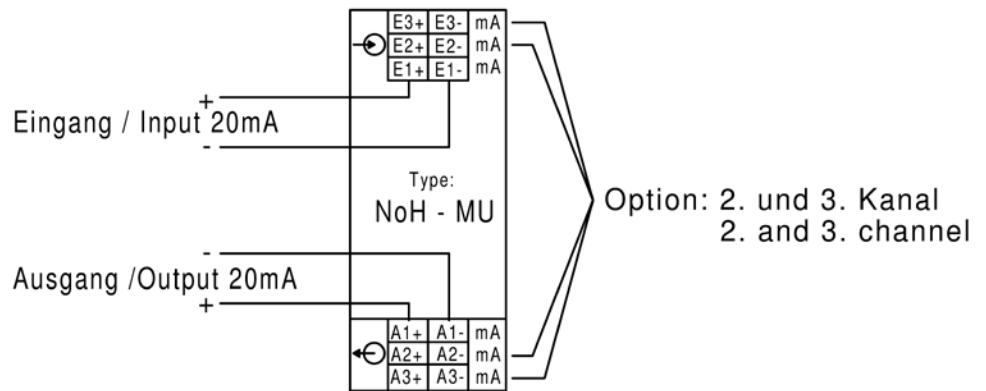 E3+ E3- mA
E2+ E2- mA
E1+ E1- mA
+
Eingang / Input 20mA
-
Type:
NoH - MU
Option: 2. und 3. Kanal
2. and 3. channel
-
Ausgang /Output 20mA
+
A1+ A1- mA
A2+ A2- mA
A3+ A3- mA